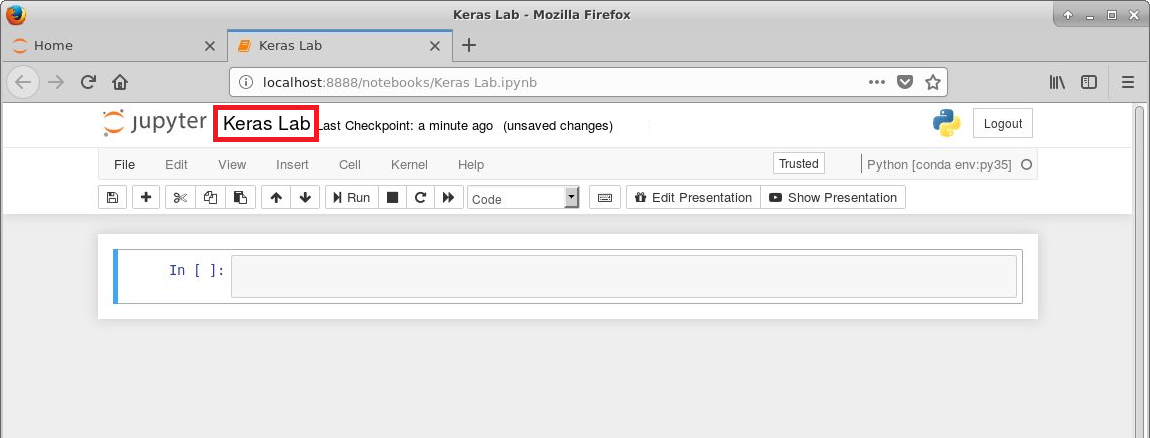 Keras Lab - Mozilla Firefox
Home
Keras Lab
localhost:8888/notebooks/Keras Lab.ipynb
jupyter Keras Lab Last Checkpoint: a minute ago (unsaved changes)
Logout
File Edit View Insert Cell Kernel Help Trusted Python [conda env:py35]
Run Code Edit Presentation Show Presentation
In [ ]: